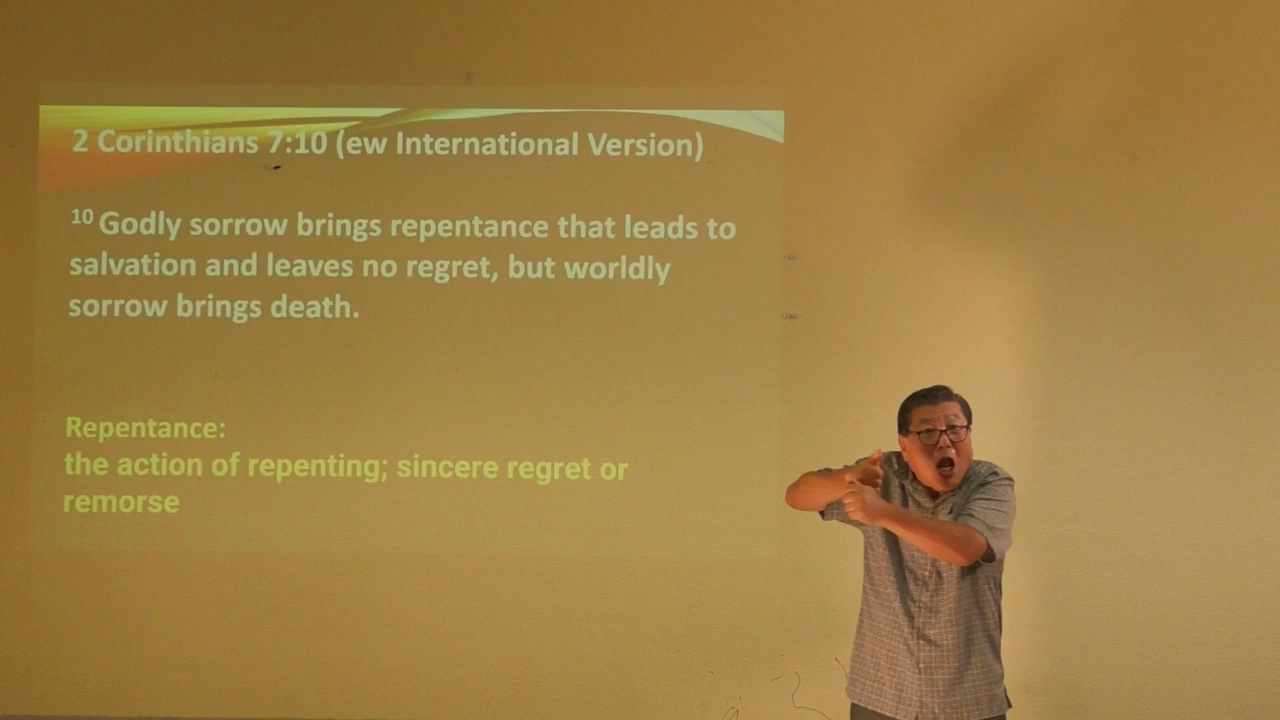 2 Corinthians 7:10 (ew International Version)
10 Godly sorrow brings repentance that leads to
salvation and leaves no regret, but worldly
sorrow brings death.
Repentance:
the action of repenting; sincere regret or
remorse